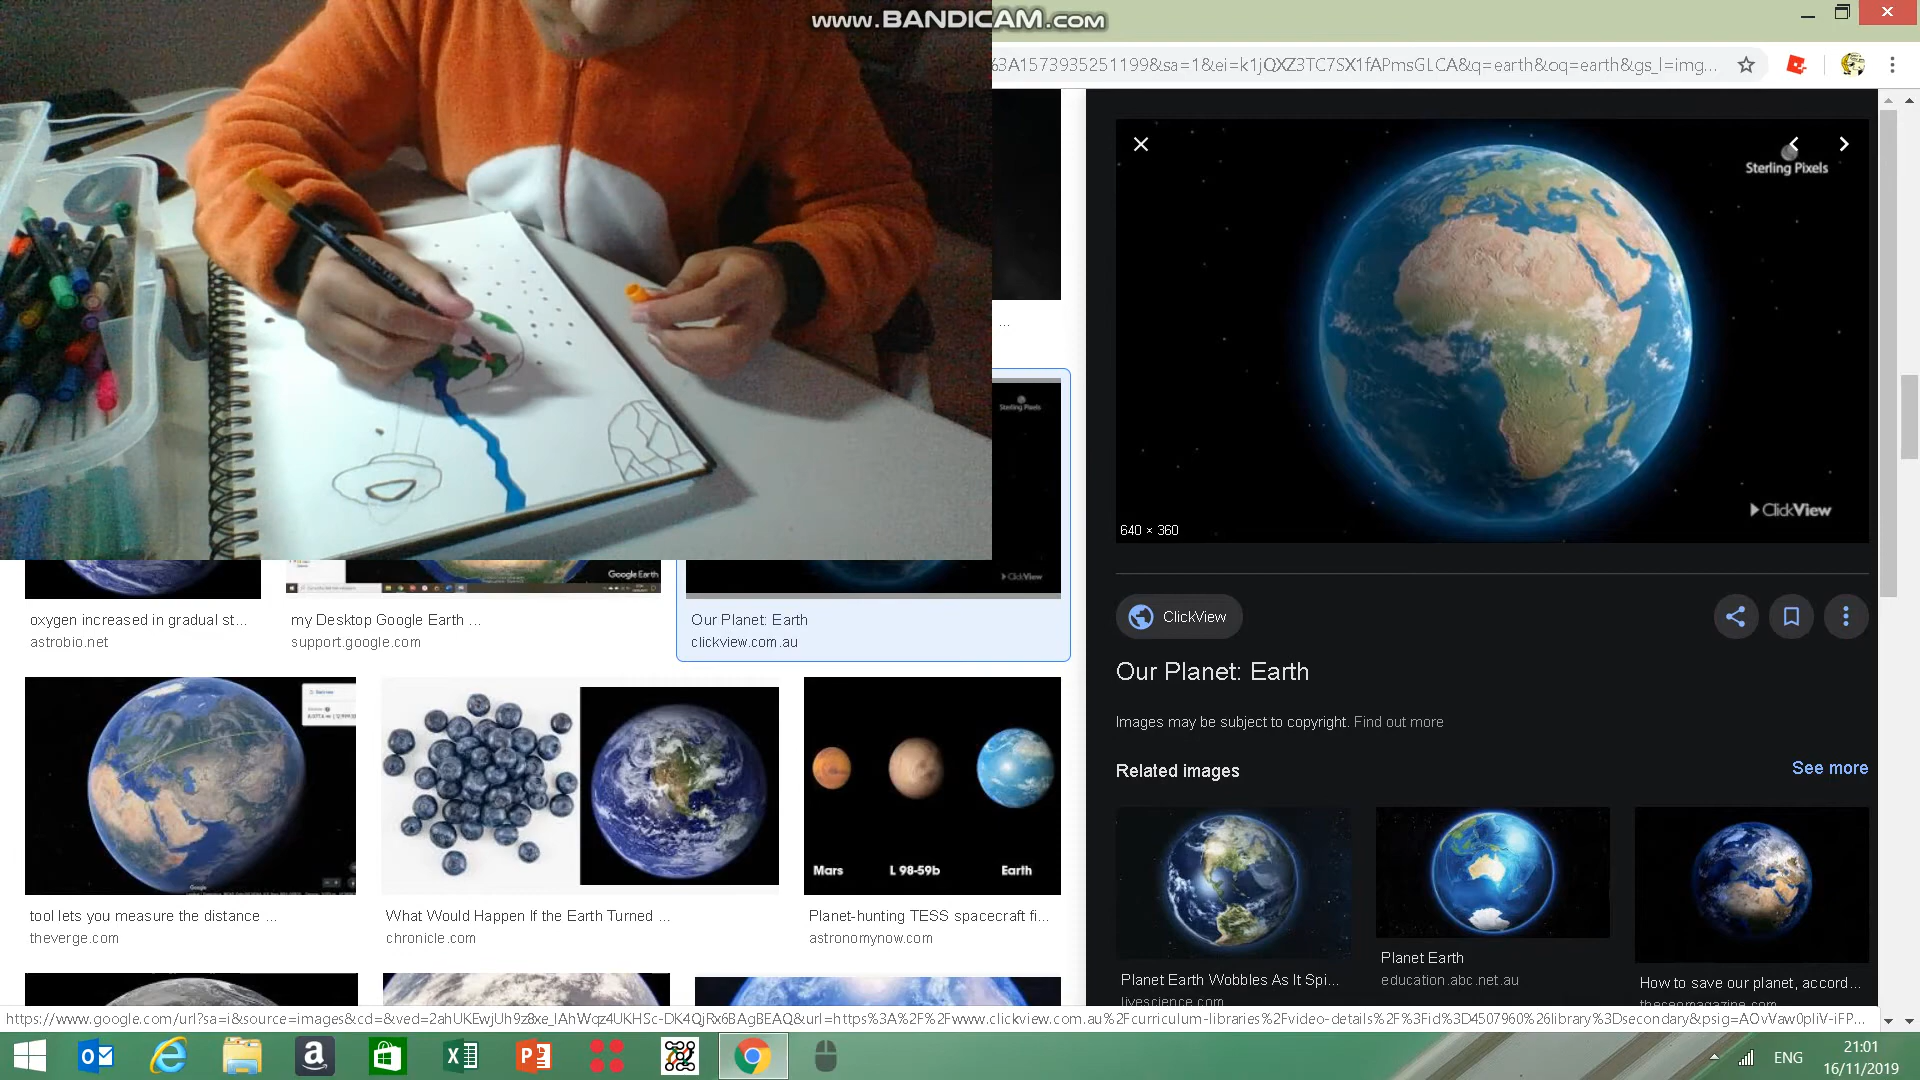 www.BANDICAM.com
%3A1573935251199&sa=1&ei=k1jQXZ3TC7SX1fAPmsGLCA&q=earth&oq=earth&gs_l=img...
Sterling Pixels
...
Sterling Pixels
ClickView
640 × 360
Google Earth
ClickView
oxygen increased in gradual st...
astrobio.net
my Desktop Google Earth ...
support.google.com
Our Planet: Earth
clickview.com.au
ClickView
Our Planet: Earth
Images may be subject to copyright. Find out more
Related images
See more
Mars
L 98-59b
Earth
Google
tool lets you measure the distance ...
theverge.com
What Would Happen If the Earth Turned ...
chronicle.com
Planet-hunting TESS spacecraft fi...
astronomynow.com
Planet Earth Wobbles As It Spi...
livescience.com
Planet Earth
education.abc.net.au
How to save our planet, accord...
theceomagazine.com
https://www.google.com/url?sa=i&source=images&cd=&ved=2ahUKEwjUh9z8xe_lAhWqz4UKHSc-DK4QjRx6BAgBEAQ&url=https%3A%2F%2Fwww.clickview.com.au%2Fcurriculum-libraries%2Fvideo-details%2F%3Fid%3D4507960%26library%3Dsecondary&psig=AOvVaw0pIiV-iFP...
ENG
21:01
16/11/2019